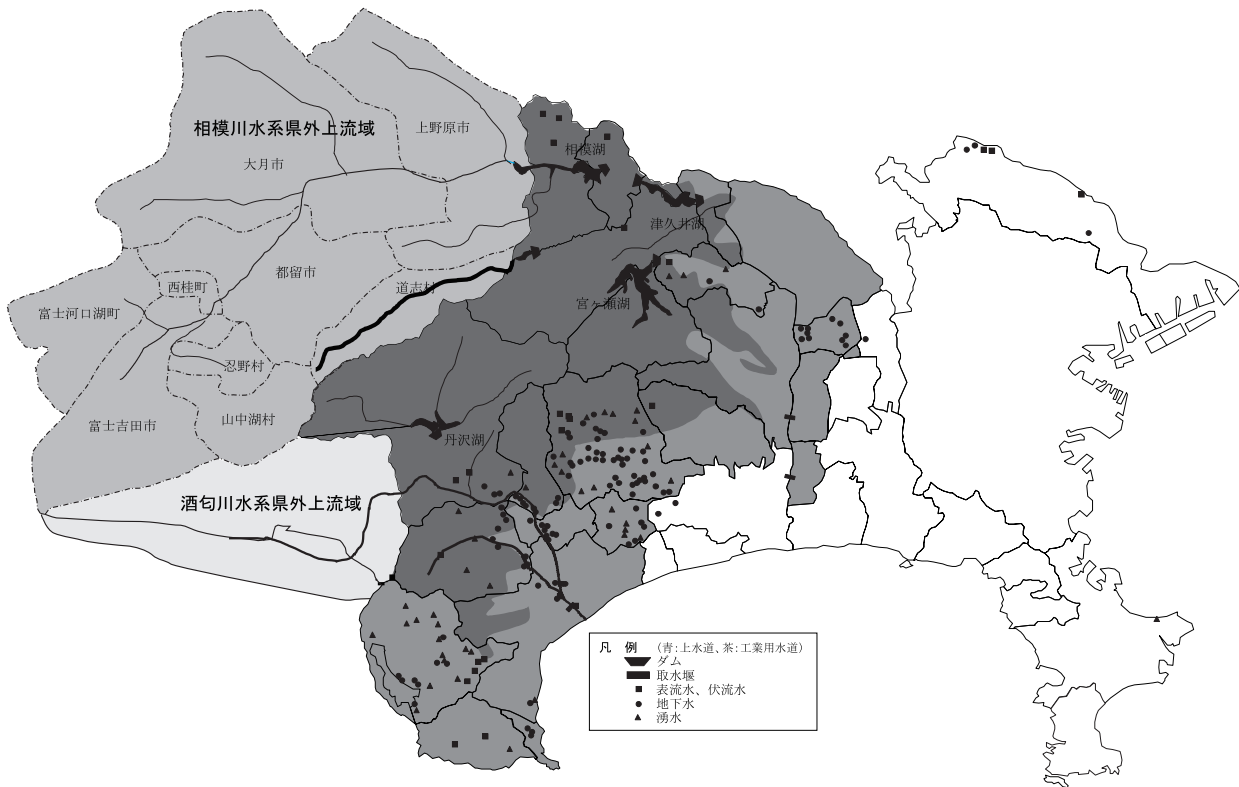 相模川水系県外上流域
上野原市
大月市
相模湖
津久井湖
都留市
西桂町
道志村
宮ヶ瀬湖
富士河口湖町
忍野村
山中湖村
富士吉田市
丹沢湖
酒匂川水系県外上流域
凡 例 (青:上水道、茶:工業用水道)
ダム
取水堰
表流水、伏流水
地下水
湧水